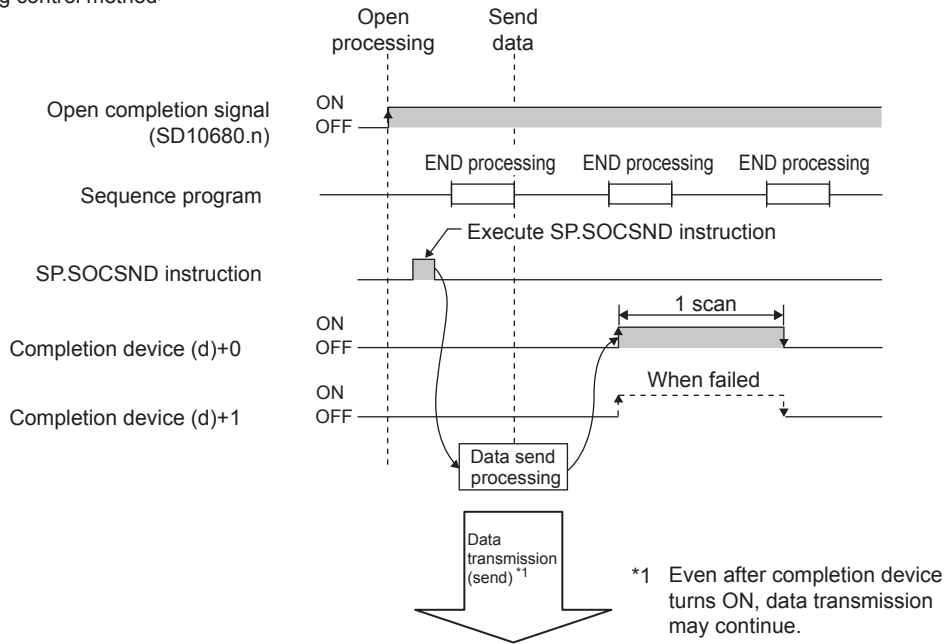 g control method
Open
processing
Send
data
Open completion signal
(SD10680.n)
ON
OFF
END processing
END processing
END processing
Sequence program
Execute SP.SOCSND instruction
SP.SOCSND instruction
1 scan
ON
OFF
Completion device (d)+0
When failed
ON
OFF
Completion device (d)+1
Data send
processing
Data
transmission
(send) *1
*1 Even after completion device
turns ON, data transmission
may continue.